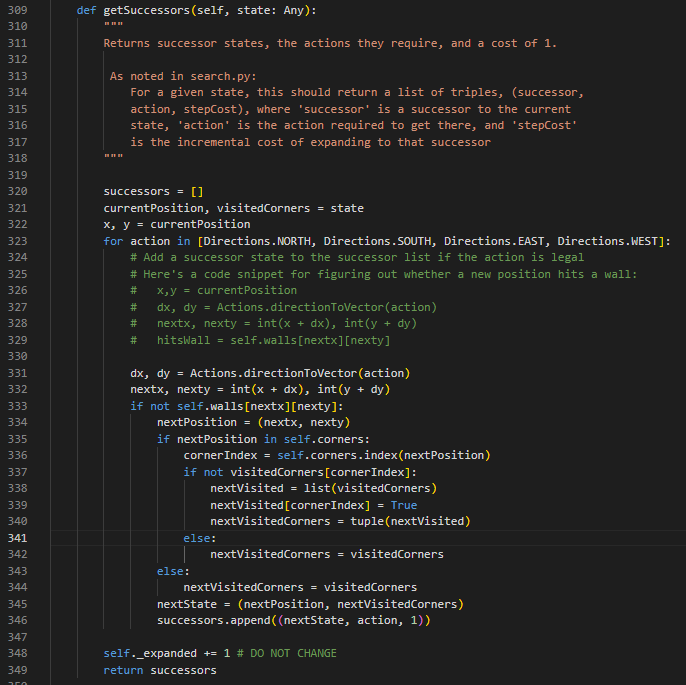 309 def getSuccessors(self, state: Any):
310 """
311 Returns successor states, the actions they require, and a cost of 1.
312
313 As noted in search.py:
314 For a given state, this should return a list of triples, (successor,
315 action, stepCost), where 'successor' is a successor to the current
316 state, 'action' is the action required to get there, and 'stepCost'
317 is the incremental cost of expanding to that successor
318 """
319
320 successors = []
321 currentPosition, visitedCorners = state
322 x, y = currentPosition
323 for action in [Directions.NORTH, Directions.SOUTH, Directions.EAST, Directions.WEST]:
324 # Add a successor state to the successor list if the action is legal
325 # Here's a code snippet for figuring out whether a new position hits a wall:
326 #   x,y = currentPosition
327 #   dx, dy = Actions.directionToVector(action)
328 #   nextx, nexty = int(x + dx), int(y + dy)
329 #   hitsWall = self.walls[nextx][nexty]
330
331 dx, dy = Actions.directionToVector(action)
332 nextx, nexty = int(x + dx), int(y + dy)
333 if not self.walls[nextx][nexty]:
334 nextPosition = (nextx, nexty)
335 if nextPosition in self.corners:
336 cornerIndex = self.corners.index(nextPosition)
337 if not visitedCorners[cornerIndex]:
338 nextVisited = list(visitedCorners)
339 nextVisited[cornerIndex] = True
340 nextVisitedCorners = tuple(nextVisited)
341 else:
342 nextVisitedCorners = visitedCorners
343 else:
344 nextVisitedCorners = visitedCorners
345 nextState = (nextPosition, nextVisitedCorners)
346 successors.append((nextState, action, 1))
347
348 self._expanded += 1 # DO NOT CHANGE
349 return successors